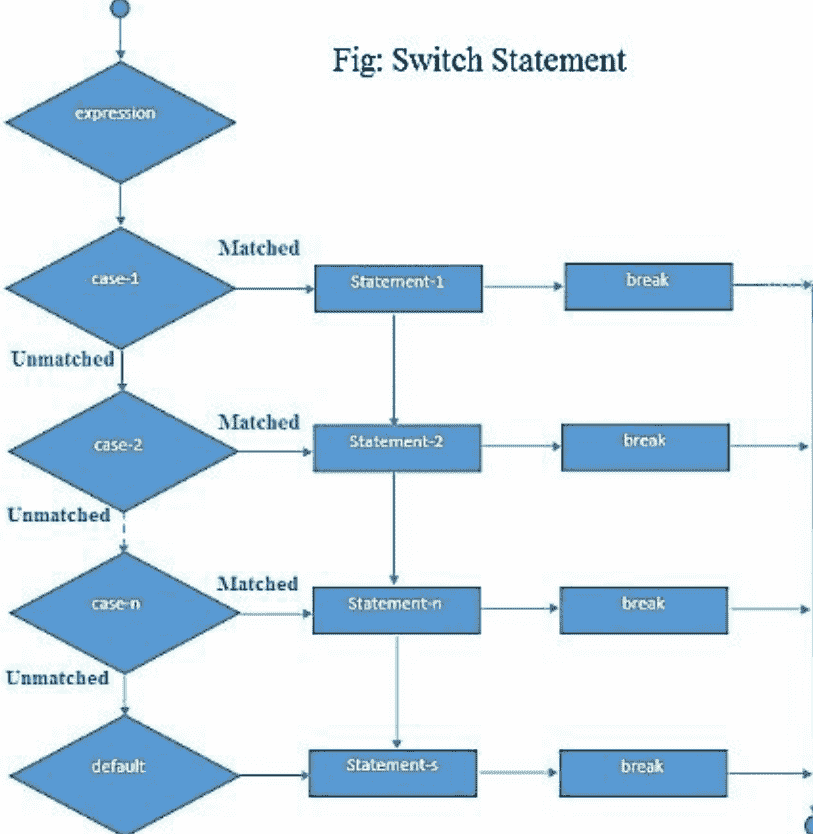 Fig: Switch Statement
expression
Matched
case-1
Statement-1
break
Unmatched
Matched
case-2
Statement-2
break
Unmatched
Matched
case-n
Statement-n
break
Unmatched
default
Statement-s
break